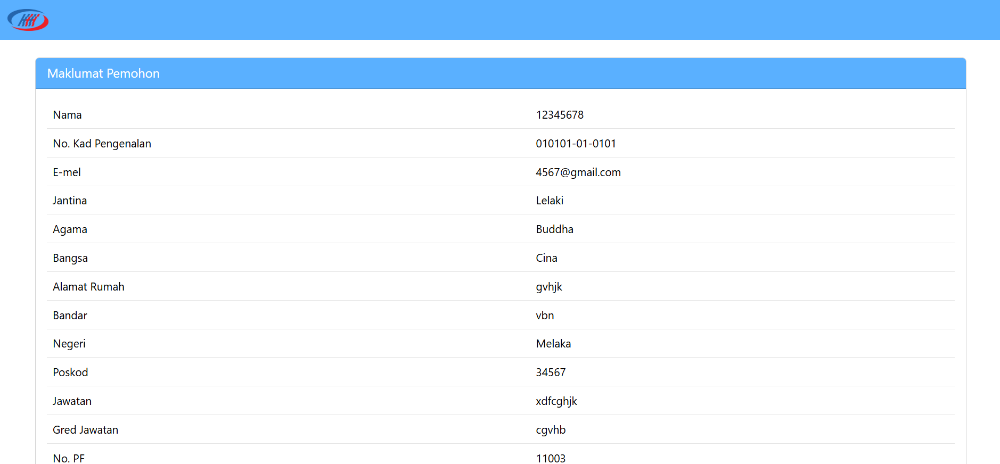 Maklumat Pemohon
Nama 12345678
No. Kad Pengenalan 010101-01-0101
E-mel 4567@gmail.com
Jantina Lelaki
Agama Buddha
Bangsa Cina
Alamat Rumah gvhjk
Bandar vbn
Negeri Melaka
Poskod 34567
Jawatan xdfcghjk
Gred Jawatan cgvhb
No. PF 11003